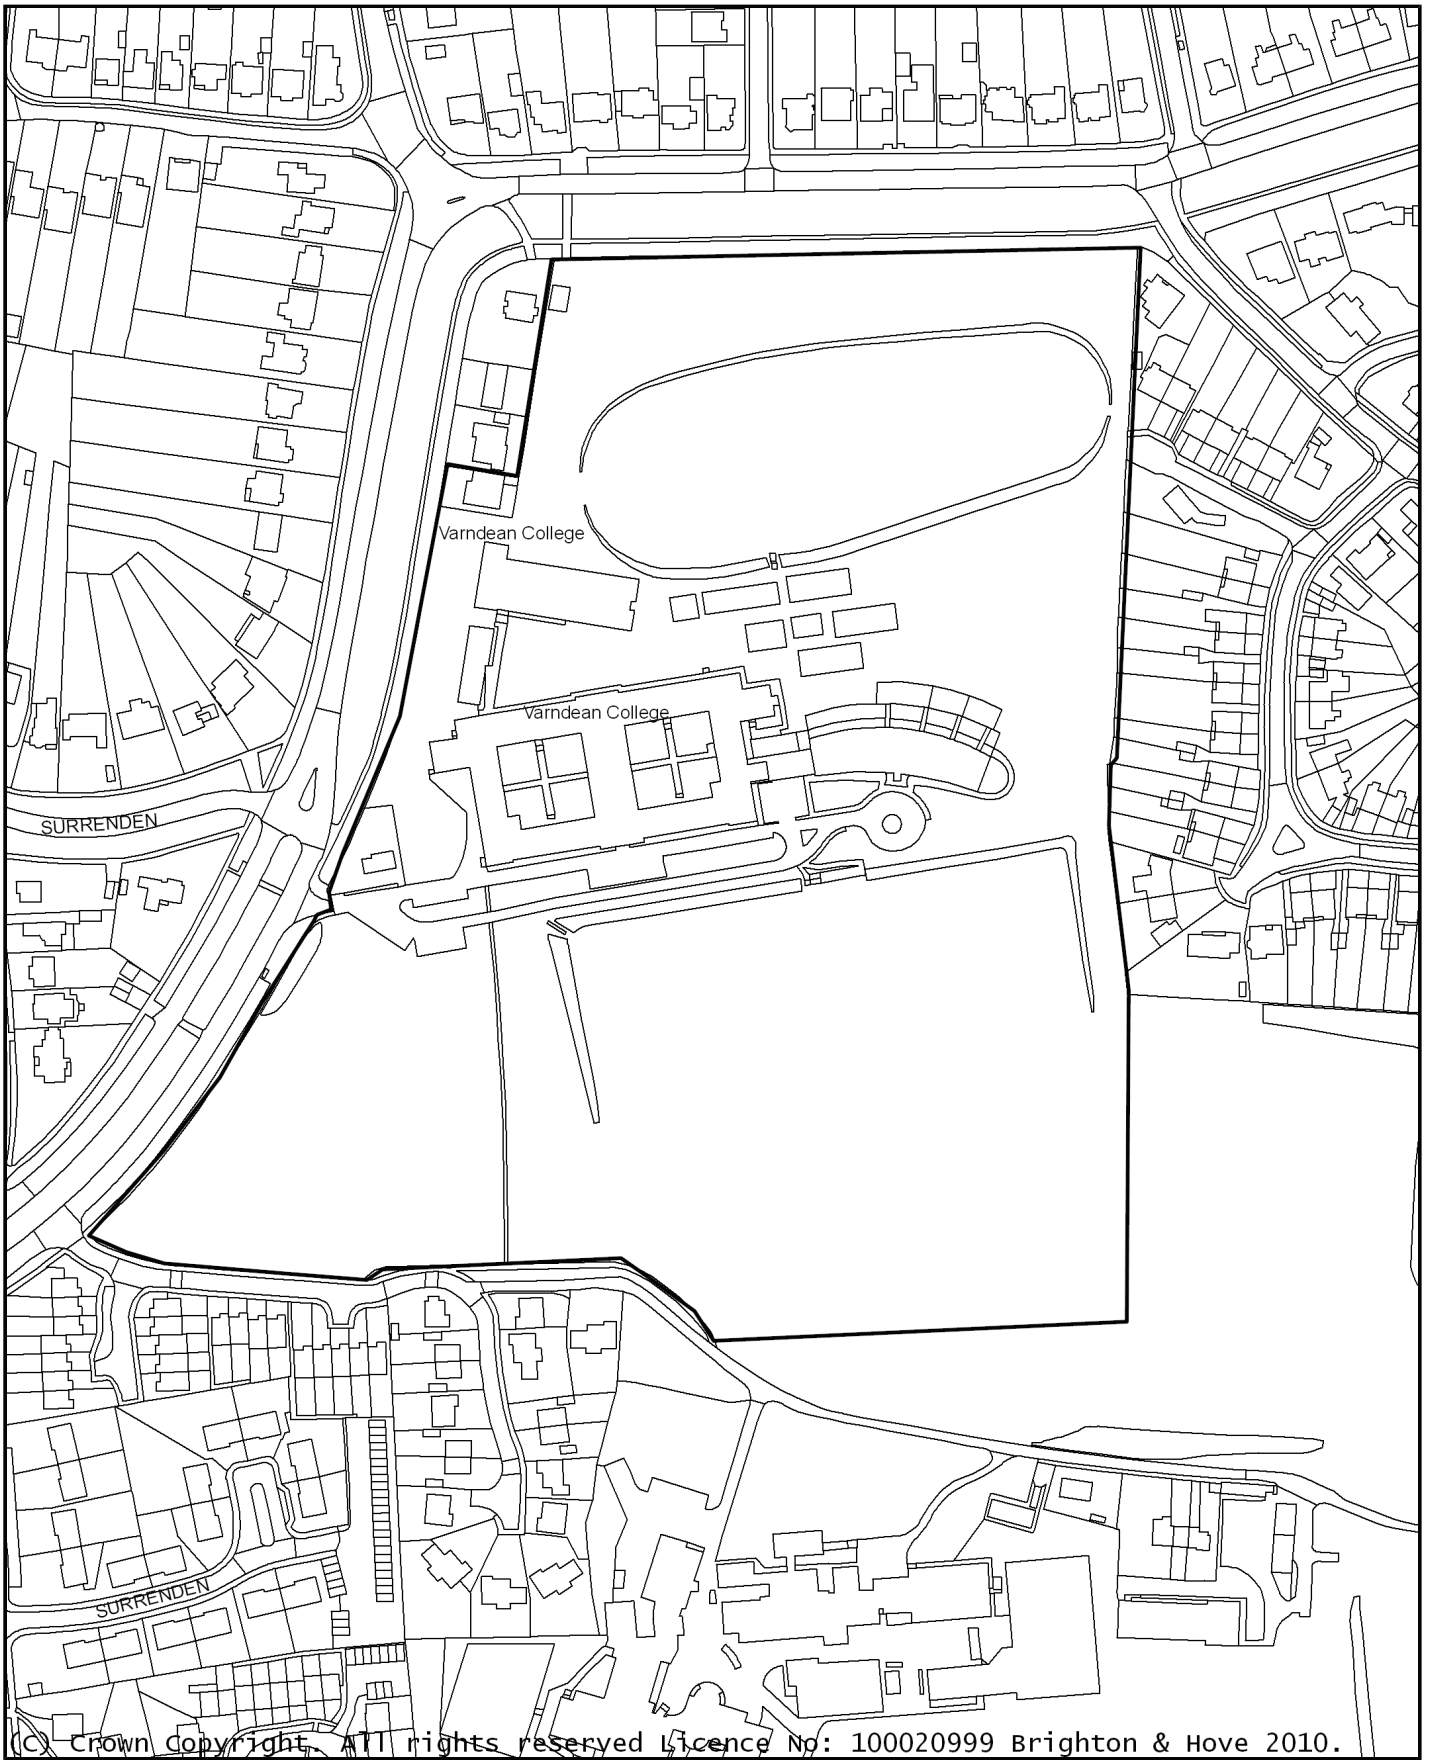 Varndean College
Varndean College
SURRENDEN
SURRENDEN
(c) Crown Copyright. All rights reserved Licence No: 100020999 Brighton & Hove 2010.